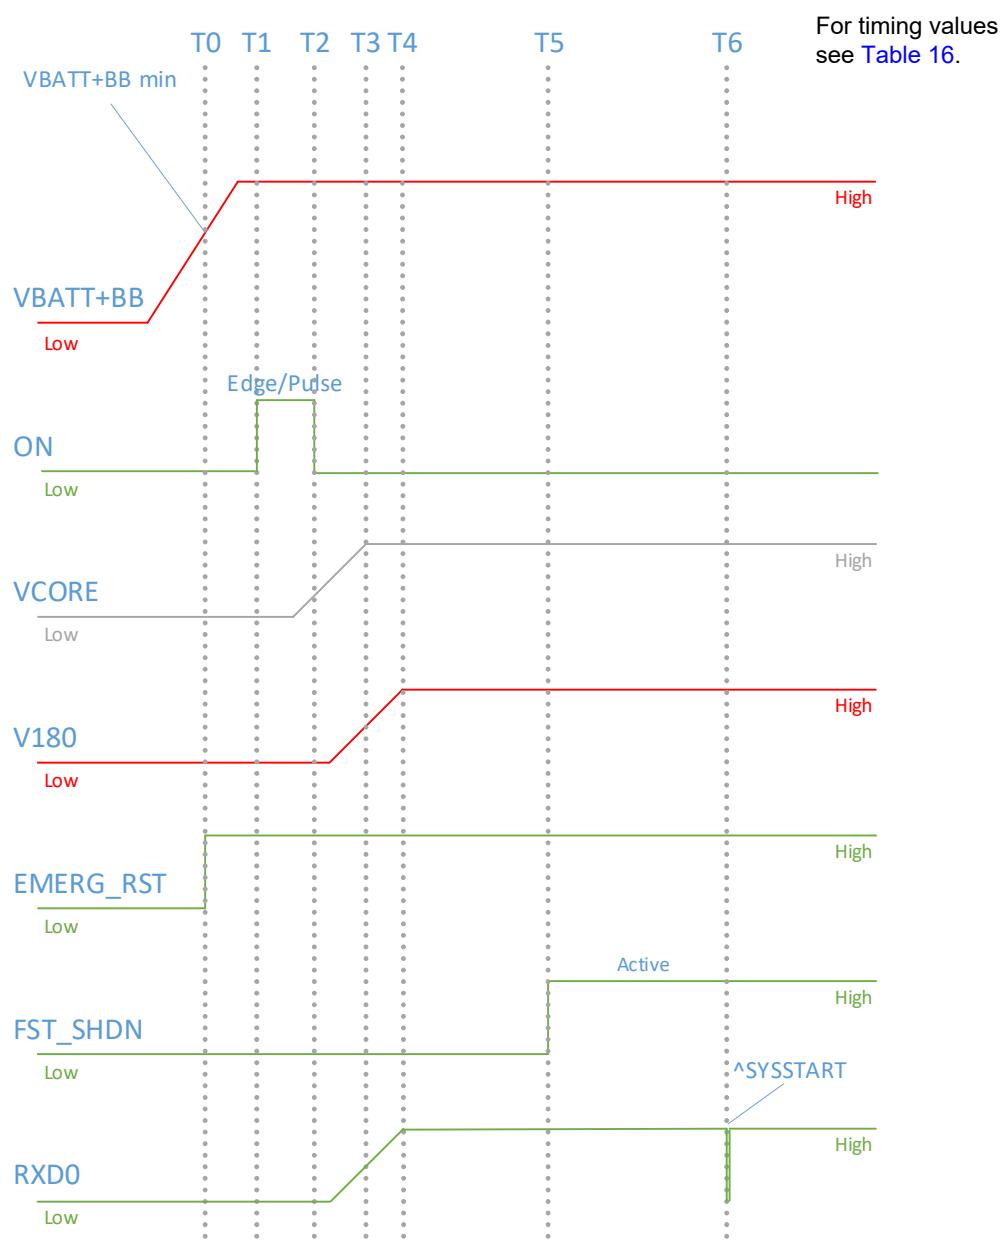 For timing values
see Table 16.
T0 T1 T2 T3 T4 T5 T6
VBATT+BB min
High
VBATT+BB
Low
Edge/Pulse
ON
Low
High
VCORE
Low
High
V180
Low
High
EMERG_RST
Low
Active
High
FST_SHDN
Low
^SYSSTART
High
RXD0
Low